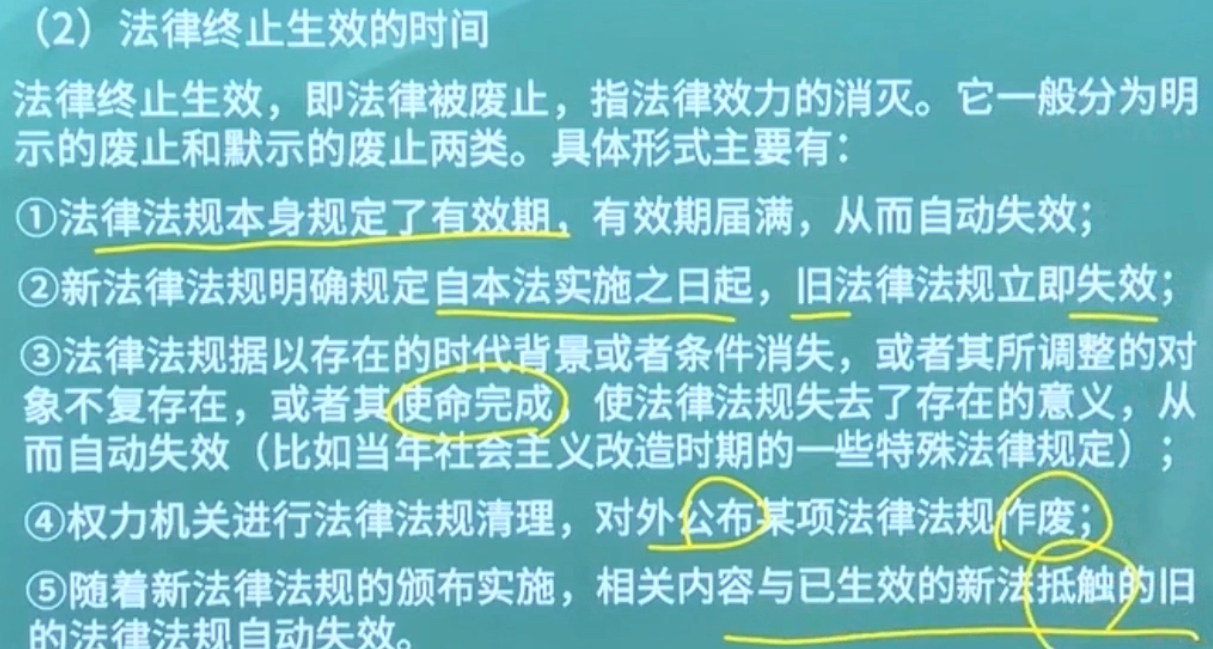 （2）法律终止生效的时间
法律终止生效，即法律被废止，指法律效力的消灭。它一般分为明
示的废止和默示的废止两类。具体形式主要有：
①法律法规本身规定了有效期，有效期届满，从而自动失效；
②新法律法规明确规定自本法实施之日起，旧法律法规立即失效；
③法律法规据以存在的时代背景或者条件消失，或者其所调整的对
象不复存在，或者其使命完成，使法律法规失去了存在的意义，从
而自动失效（比如当年社会主义改造时期的一些特殊法律规定）；
④权力机关进行法律法规清理，对外公布某项法律法规作废；
⑤随着新法律法规的颁布实施，相关内容与已生效的新法抵触的旧
的法律法规自动失效。